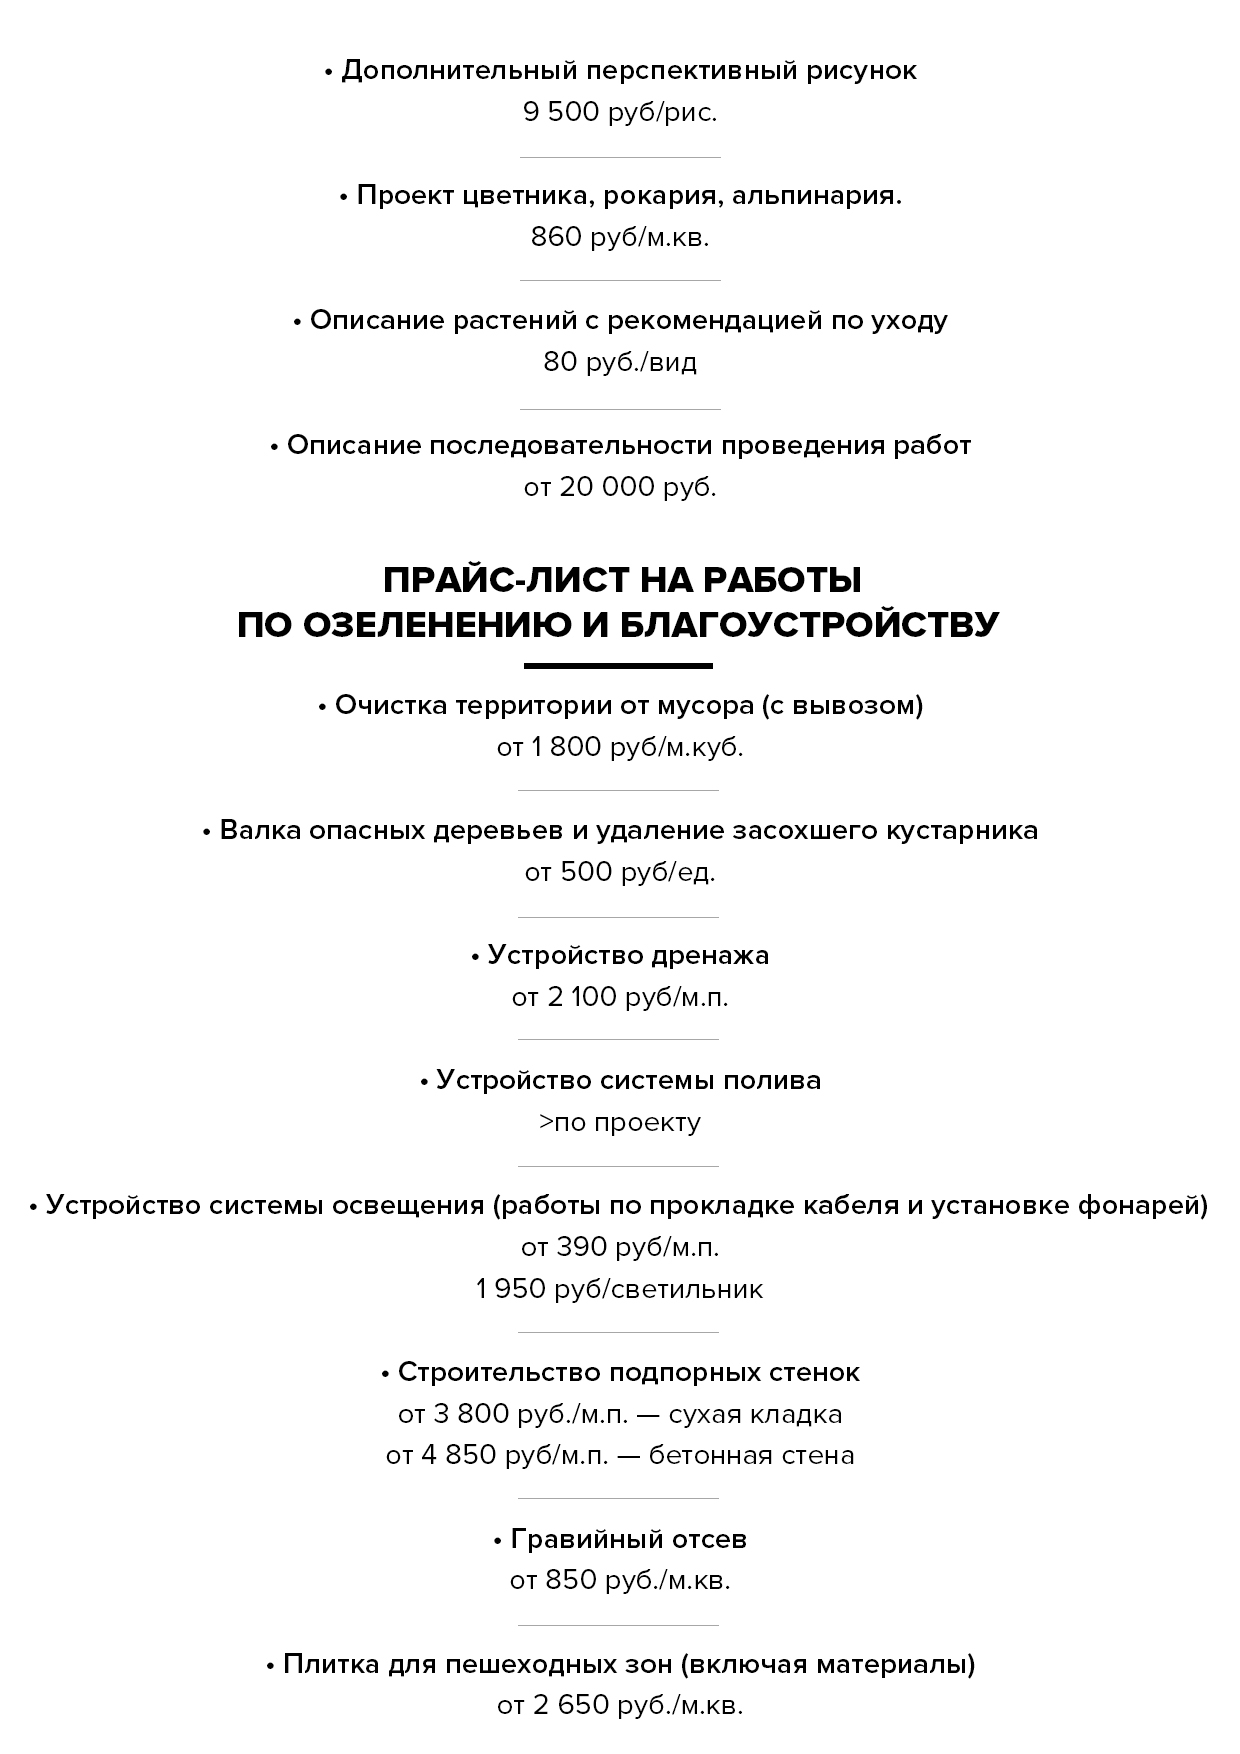 • Дополнительный перспективный рисунок
9 500 руб/рис.
• Проект цветника, рокария, альпинария.
860 руб/м.кв.
• Описание растений с рекомендацией по уходу
80 руб./вид
• Описание последовательности проведения работ
от 20 000 руб.
ПРАЙС-ЛИСТ НА РАБОТЫ
ПО ОЗЕЛЕНЕНИЮ И БЛАГОУСТРОЙСТВУ
• Очистка территории от мусора (с вывозом)
от 1 800 руб/м.куб.
• Валка опасных деревьев и удаление засохшего кустарника
от 500 руб/ед.
• Устройство дренажа
от 2 100 руб/м.п.
• Устройство системы полива
>по проекту
• Устройство системы освещения (работы по прокладке кабеля и установке фонарей)
от 390 руб/м.п.
1 950 руб/светильник
• Строительство подпорных стенок
от 3 800 руб./м.п. — сухая кладка
от 4 850 руб/м.п. — бетонная стена
• Гравийный отсев
от 850 руб./м.кв.
• Плитка для пешеходных зон (включая материалы)
от 2 650 руб./м.кв.